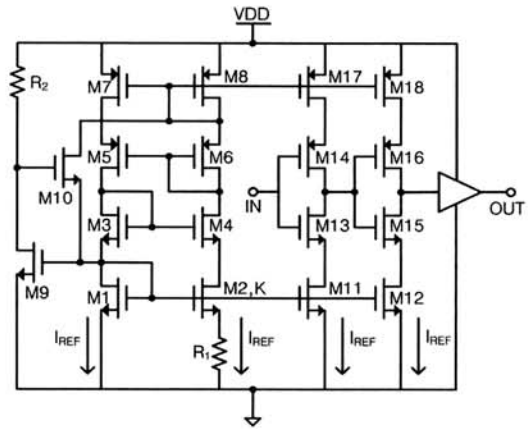 VDD
R2
M7
M8
M17
M18
M5
M6
M14
M16
M10
IN
OUT
M3
M4
M13
M15
M9
M1
M2,K
M11
M12
IREF
R1
IREF
IREF
IREF